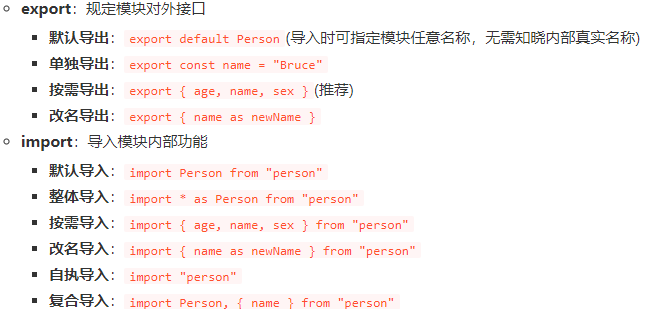 export：规定模块对外接口
默认导出：export default Person (导入时可指定模块任意名称，无需知晓内部真实名称)
单独导出：export const name = "Bruce"
按需导出：export { age, name, sex } (推荐)
改名导出：export { name as newName }
import：导入模块内部功能
默认导入：import Person from "person"
整体导入：import * as Person from "person"
按需导入：import { age, name, sex } from "person"
改名导入：import { name as newName } from "person"
自执导入：import "person"
复合导入：import Person, { name } from "person"